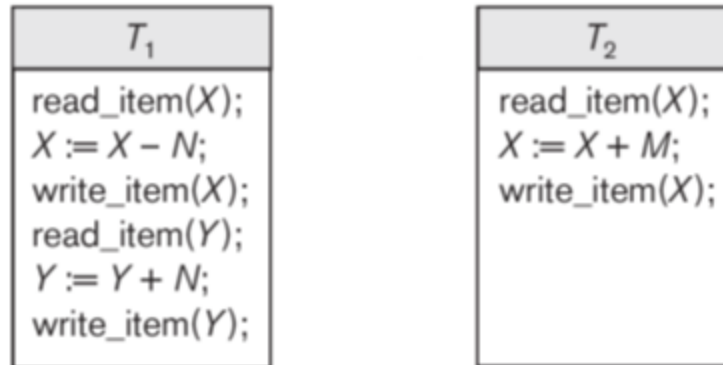 T₁
read_item(X);
X := X – N;
write_item(X);
read_item(Y);
Y := Y + N;
write_item(Y);
T₂
read_item(X);
X := X + M;
write_item(X);